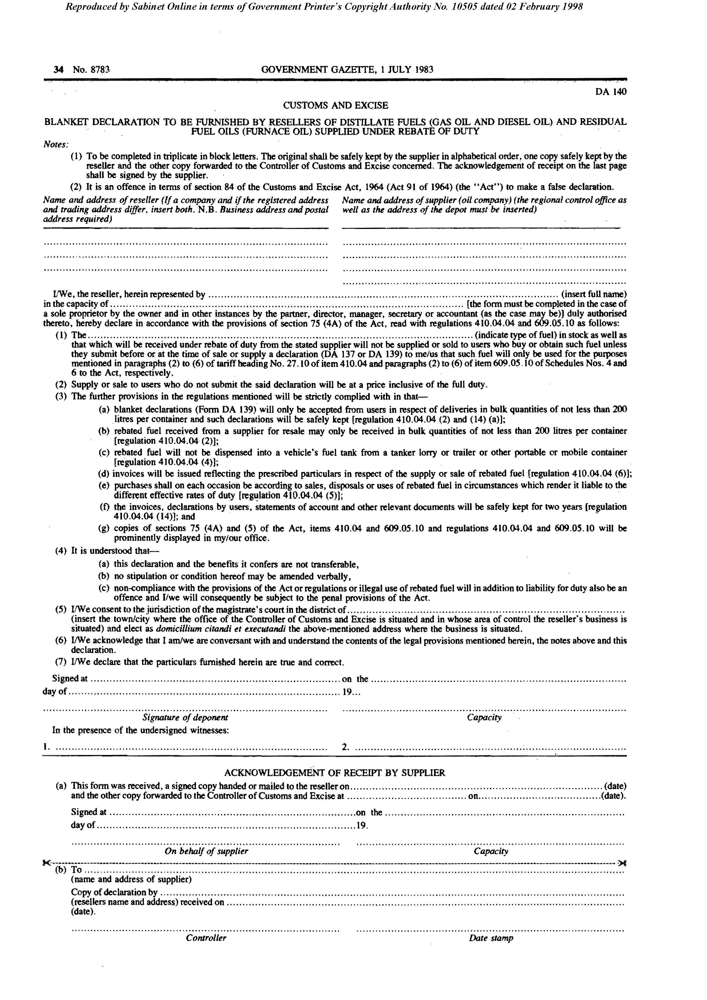 Reproduced by Sabinet Online in terms of Government Printer's Copyright Authority No. 10505 dated 02 February 1998
34 No. 8783 GOVERNMENT GAZETTE, 1 JULY 1983
DA 140
CUSTOMS AND EXCISE
BLANKET DECLARATION TO BE FURNISHED BY RESELLERS OF DISTILLATE FUELS (GAS OIL AND DIESEL OIL) AND RESIDUAL
FUEL OILS (FURNACE OIL) SUPPLIED UNDER REBATE OF DUTY
Notes:
(1) To be completed in triplicate in block letters. The original shall be safely kept by the supplier in alphabetical order, one copy safely kept by the
reseller and the other copy forwarded to the Controller of Customs and Excise concerned. The acknowledgement of receipt on the last page
shall be signed by the supplier.
(2) It is an offence in terms of section 84 of the Customs and Excise Act, 1964 (Act 91 of 1964) (the "Act") to make a false declaration.
Name and address of reseller (If a company and if the registered address
and trading address differ, insert both. N.B. Business address and postal
address required)
Name and address of supplier (oil company) (the regional control office as
well as the address of the depot must be inserted)
I/We, the reseller, herein represented by ........ (insert full name)
in the capacity of ........ [the form must be completed in the case of
a sole proprietor by the owner and in other instances by the partner, director, manager, secretary or accountant (as the case may be)] duly authorised
thereto, hereby declare in accordance with the provisions of section 75 (4A) of the Act, read with regulations 410.04.04 and 609.05.10 as follows:
(1) The ........ (indicate type of fuel) in stock as well as
that which will be received under rebate of duty from the stated supplier will not be supplied or sold to users who buy or obtain such fuel unless
they submit before or at the time of sale or supply a declaration (DA 137 or DA 139) to me/us that such fuel will only be used for the purposes
mentioned in paragraphs (2) to (6) of tariff heading No. 27.10 of item 410.04 and paragraphs (2) to (6) of item 609.05.10 of Schedules Nos. 4 and
6 to the Act, respectively.
(2) Supply or sale to users who do not submit the said declaration will be at a price inclusive of the full duty.
(3) The further provisions in the regulations mentioned will be strictly complied with in that—
(a) blanket declarations (Form DA 139) will only be accepted from users in respect of deliveries in bulk quantities of not less than 200
litres per container and such declarations will be safely kept [regulation 410.04.04 (2) and (14) (a)];
(b) rebated fuel received from a supplier for resale may only be received in bulk quantities of not less than 200 litres per container
[regulation 410.04.04 (2)];
(c) rebated fuel will not be dispensed into a vehicle's fuel tank from a tanker lorry or trailer or other portable or mobile container
[regulation 410.04.04 (4)];
(d) invoices will be issued reflecting the prescribed particulars in respect of the supply or sale of rebated fuel [regulation 410.04.04 (6)];
(e) purchases shall on each occasion be according to sales, disposals or uses of rebated fuel in circumstances which render it liable to the
different effective rates of duty [regulation 410.04.04 (5)];
(f) the invoices, declarations by users, statements of account and other relevant documents will be safely kept for two years [regulation
410.04.04 (14)]; and
(g) copies of sections 75 (4A) and (5) of the Act, items 410.04 and 609.05.10 and regulations 410.04.04 and 609.05.10 will be
prominently displayed in my/our office.
(4) It is understood that—
(a) this declaration and the benefits it confers are not transferable,
(b) no stipulation or condition hereof may be amended verbally,
(c) non-compliance with the provisions of the Act or regulations or illegal use of rebated fuel will in addition to liability for duty also be an
offence and I/we will consequently be subject to the penal provisions of the Act.
(5) I/We consent to the jurisdiction of the magistrate's court in the district of ........
(insert the town/city where the office of the Controller of Customs and Excise is situated and in whose area of control the reseller's business is
situated) and elect as domicillium citandi et executandi the above-mentioned address where the business is situated.
(6) I/We acknowledge that I am/we are conversant with and understand the contents of the legal provisions mentioned herein, the notes above and this
declaration.
(7) I/We declare that the particulars furnished herein are true and correct.
Signed at ........ on the ........
day of ........ 19...
Signature of deponent Capacity
In the presence of the undersigned witnesses:
1. ........ 2. ........
ACKNOWLEDGEMENT OF RECEIPT BY SUPPLIER
(a) This form was received, a signed copy handed or mailed to the reseller on ........ (date)
and the other copy forwarded to the Controller of Customs and Excise at ........ on ........ (date).
Signed at ........ on the ........
day of ........ 19.
On behalf of supplier Capacity
(b) To ........
(name and address of supplier)
Copy of declaration by ........
(resellers name and address) received on ........
(date).
Controller Date stamp